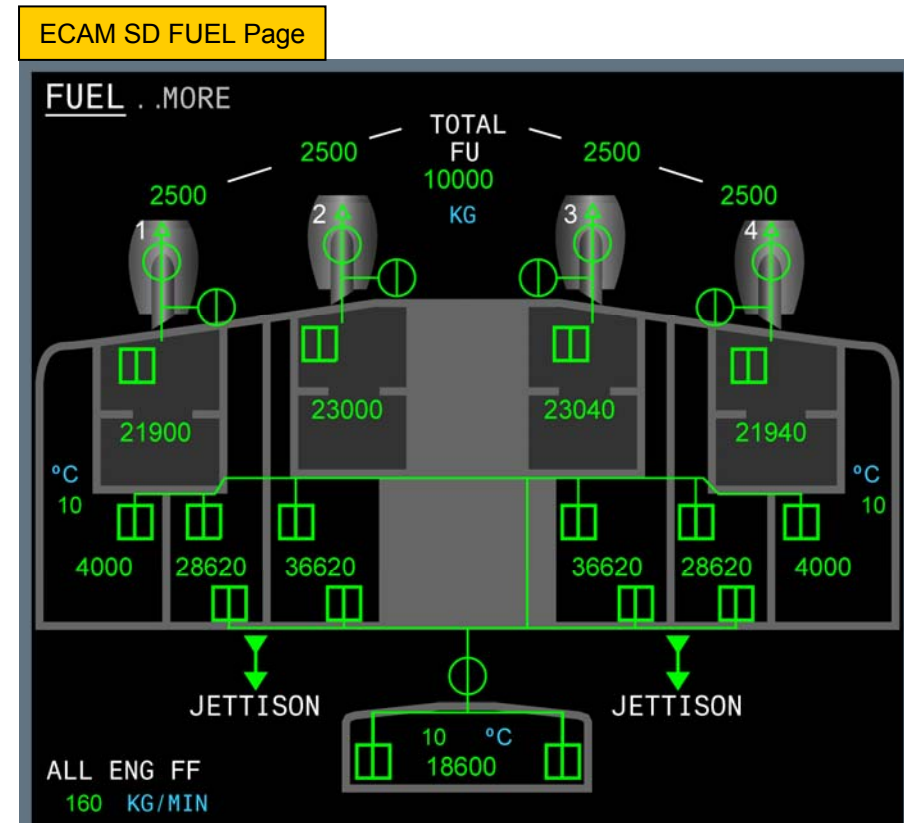 ECAM SD FUEL Page
FUEL ..MORE
TOTAL
FU
10000
KG
2500
2500
2500
2500
1
2
3
4
21900
23000
23040
21940
°C
10
°C
10
4000
28620
36620
36620
28620
4000
JETTISON
JETTISON
10 °C
18600
ALL ENG FF
160 KG/MIN